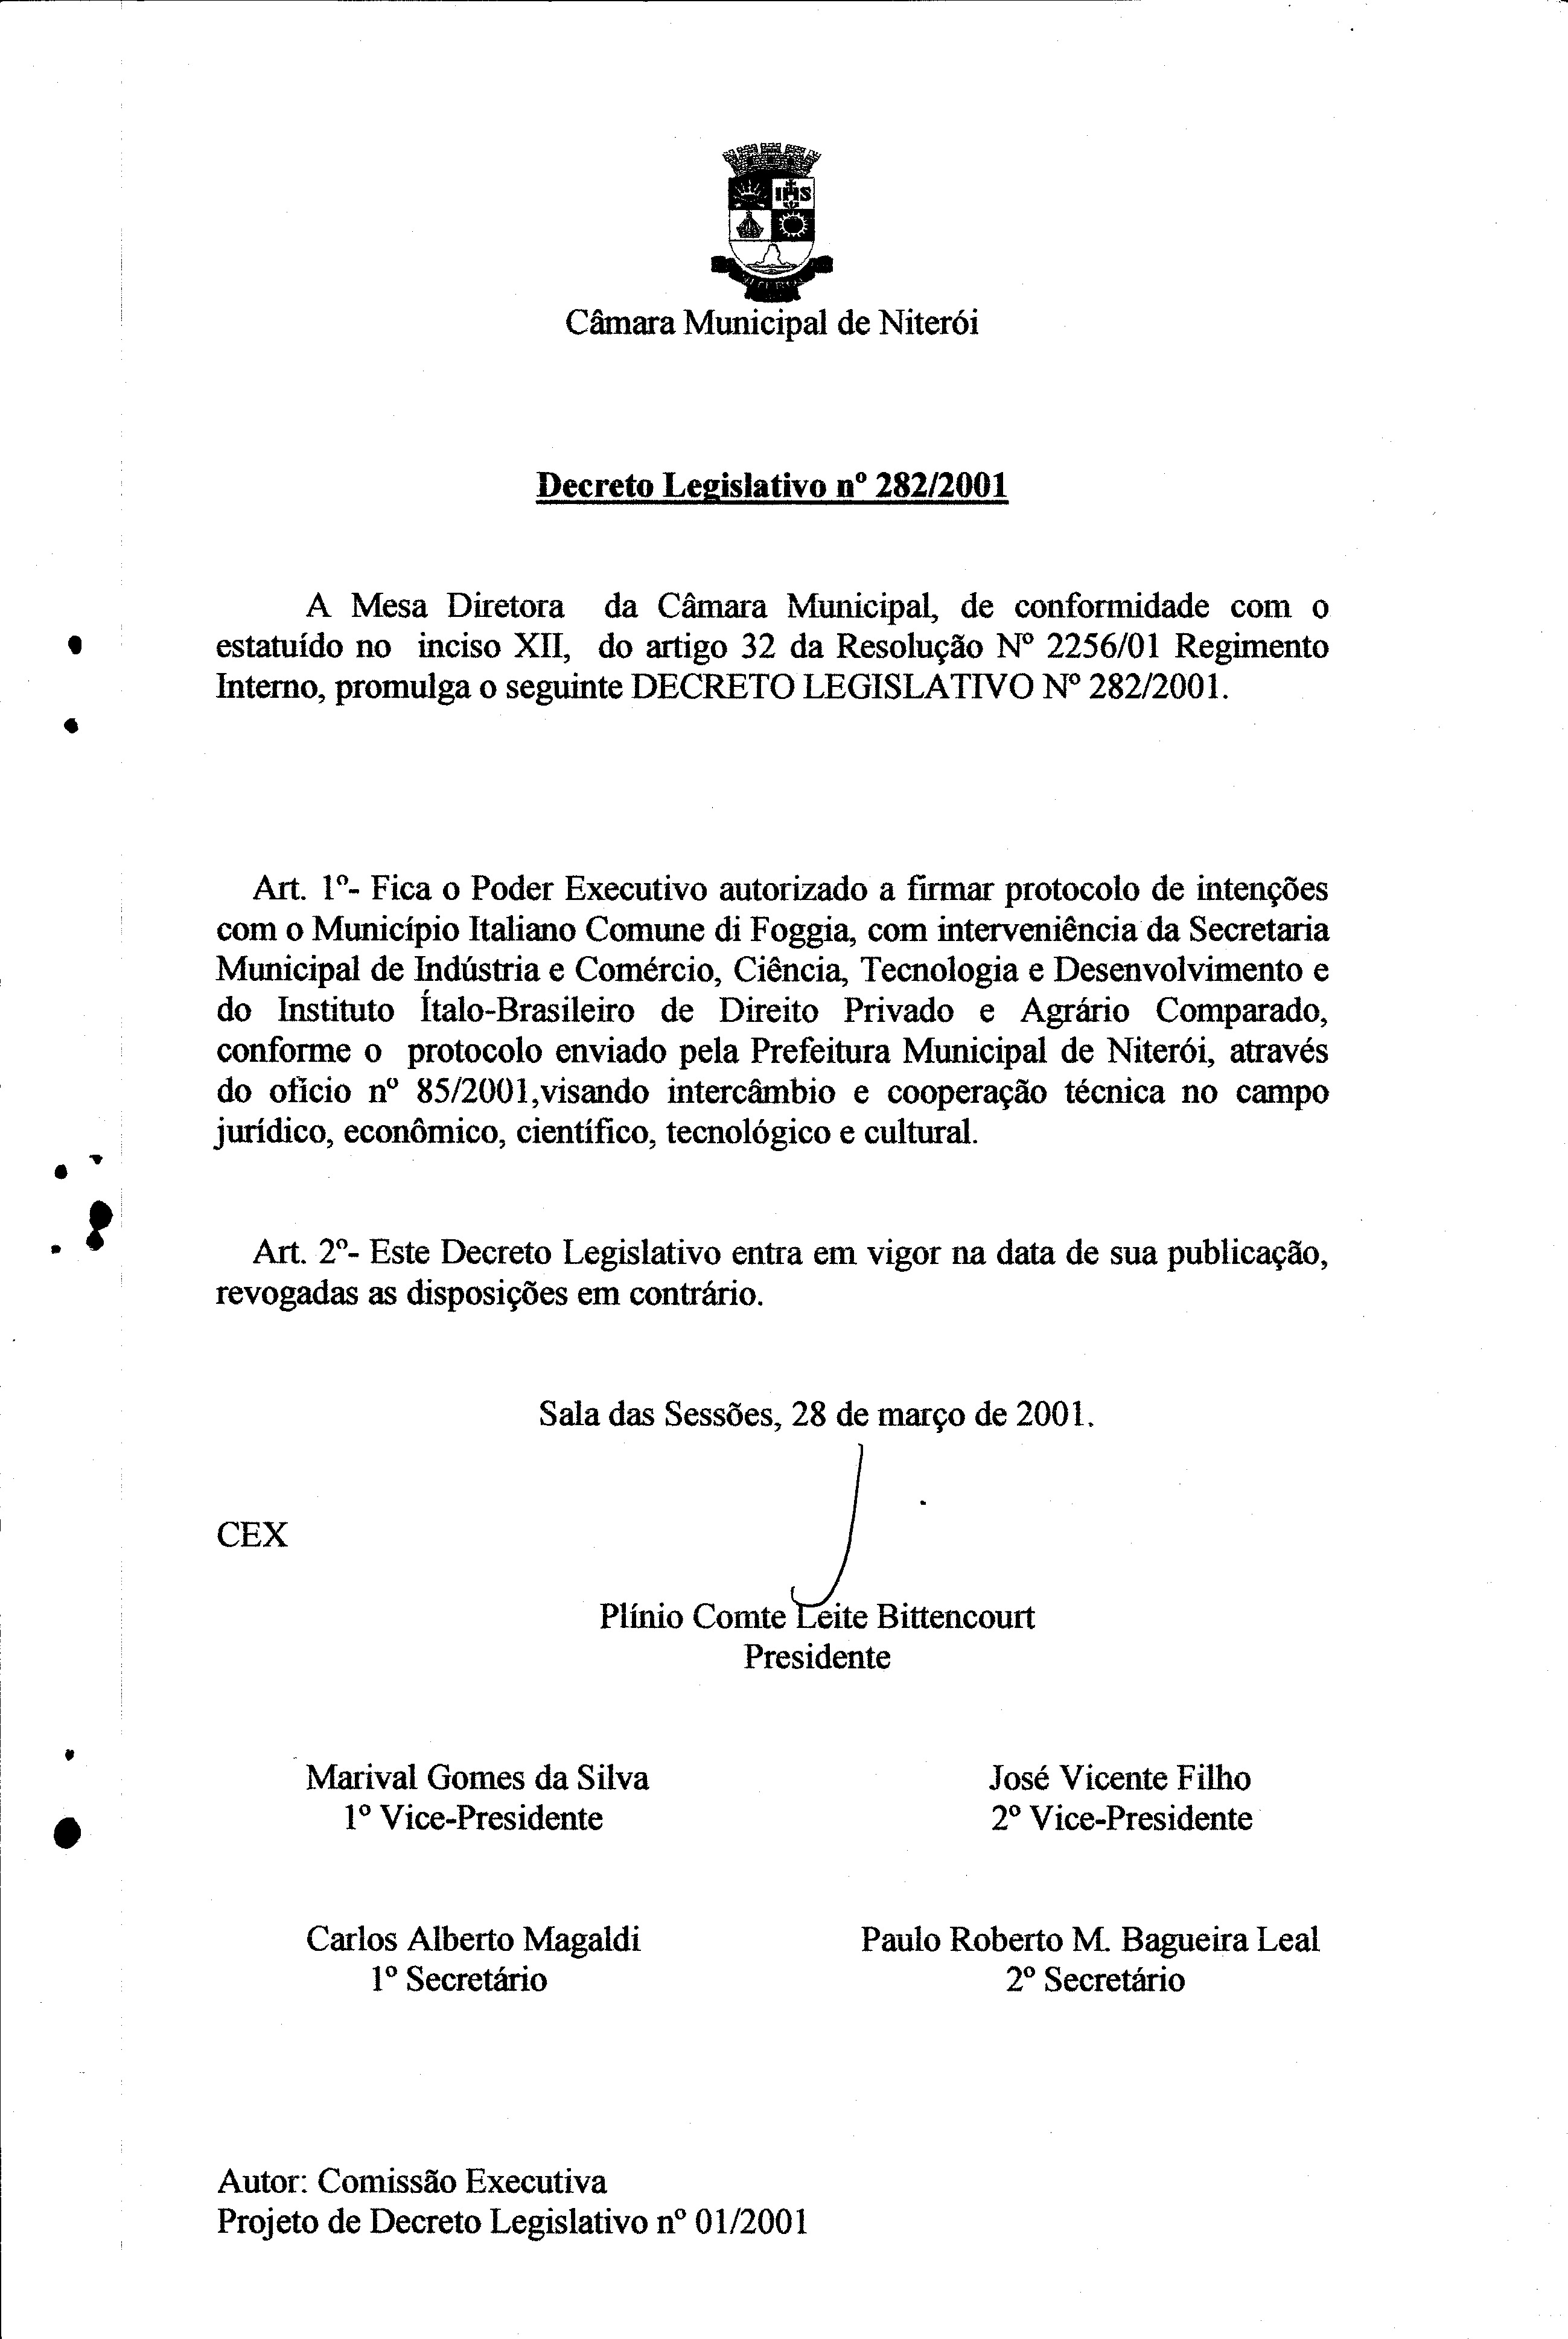 IHS
Câmara Municipal de Niterói
Decreto Legislativo nº 282/2001
A Mesa Diretora da Câmara Municipal, de conformidade com o
estatuído no inciso XII, do artigo 32 da Resolução Nº 2256/01 Regimento
Interno, promulga o seguinte DECRETO LEGISLATIVO Nº 282/2001.
Art. 1º- Fica o Poder Executivo autorizado a firmar protocolo de intenções
com o Município Italiano Comune di Foggia, com interveniência da Secretaria
Municipal de Indústria e Comércio, Ciência, Tecnologia e Desenvolvimento e
do Instituto Ítalo-Brasileiro de Direito Privado e Agrário Comparado,
conforme o protocolo enviado pela Prefeitura Municipal de Niterói, através
do ofício nº 85/2001,visando intercâmbio e cooperação técnica no campo
jurídico, econômico, científico, tecnológico e cultural.
Art. 2º- Este Decreto Legislativo entra em vigor na data de sua publicação,
revogadas as disposições em contrário.
Sala das Sessões, 28 de março de 2001.
CEX
Plínio Comte Leite Bittencourt
Presidente
Marival Gomes da Silva
1º Vice-Presidente
José Vicente Filho
2º Vice-Presidente
Carlos Alberto Magaldi
1º Secretário
Paulo Roberto M. Bagueira Leal
2º Secretário
Autor: Comissão Executiva
Projeto de Decreto Legislativo nº 01/2001